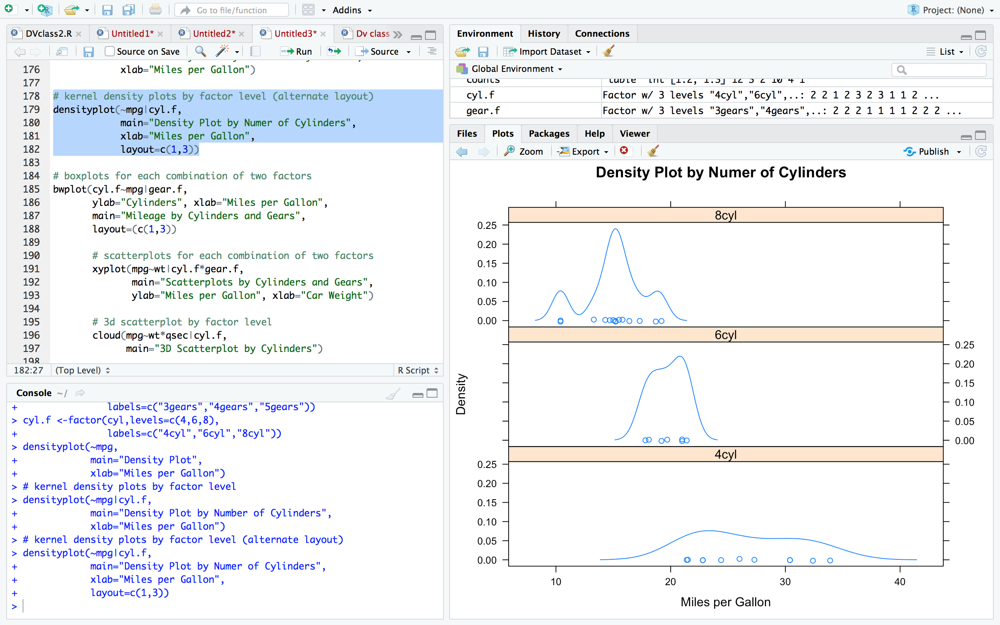 Go to file/function
Addins
Project: (None)
DVclass2.R
Untitled1*
Untitled2*
Untitled3*
Dv class
Source on Save
Run
Source
176 xlab="Miles per Gallon")
177
178 # kernel density plots by factor level (alternate layout)
179 densityplot(~mpg|cyl.f,
180 main="Density Plot by Numer of Cylinders",
181 xlab="Miles per Gallon",
182 layout=c(1,3))
183
184 # boxplots for each combination of two factors
185 bwplot(cyl.f~mpg|gear.f,
186 ylab="Cylinders", xlab="Miles per Gallon",
187 main="Mileage by Cylinders and Gears",
188 layout=(c(1,3))
189
190 # scatterplots for each combination of two factors
191 xyplot(mpg~wt|cyl.f*gear.f,
192 main="Scatterplots by Cylinders and Gears",
193 ylab="Miles per Gallon", xlab="Car Weight")
194
195 # 3d scatterplot by factor level
196 cloud(mpg~wt*qsec|cyl.f,
197 main="3D Scatterplot by Cylinders")
198
182:27 (Top Level) R Script
Console ~/
+ labels=c("3gears","4gears","5gears"))
> cyl.f <-factor(cyl,levels=c(4,6,8),
+ labels=c("4cyl","6cyl","8cyl"))
> densityplot(~mpg,
+ main="Density Plot",
+ xlab="Miles per Gallon")
> # kernel density plots by factor level
> densityplot(~mpg|cyl.f,
+ main="Density Plot by Number of Cylinders",
+ xlab="Miles per Gallon")
> # kernel density plots by factor level (alternate layout)
> densityplot(~mpg|cyl.f,
+ main="Density Plot by Numer of Cylinders",
+ xlab="Miles per Gallon",
+ layout=c(1,3))
>
Environment History Connections
Import Dataset
List
Global Environment
counts 'table' int [1:2, 1:3] 12 3 2 10 4 1
cyl.f Factor w/ 3 levels "4cyl","6cyl",..: 2 2 1 2 3 2 3 1 1 2 ...
gear.f Factor w/ 3 levels "3gears","4gears",..: 2 2 2 1 1 1 1 2 2 2 ...
Files Plots Packages Help Viewer
Zoom Export Publish
Density Plot by Numer of Cylinders
8cyl
0.25
0.20
0.15
0.10
0.05
0.00
6cyl
0.25
0.20
0.15
0.10
0.05
0.00
Density
4cyl
0.25
0.20
0.15
0.10
0.05
0.00
10 20 30 40
Miles per Gallon